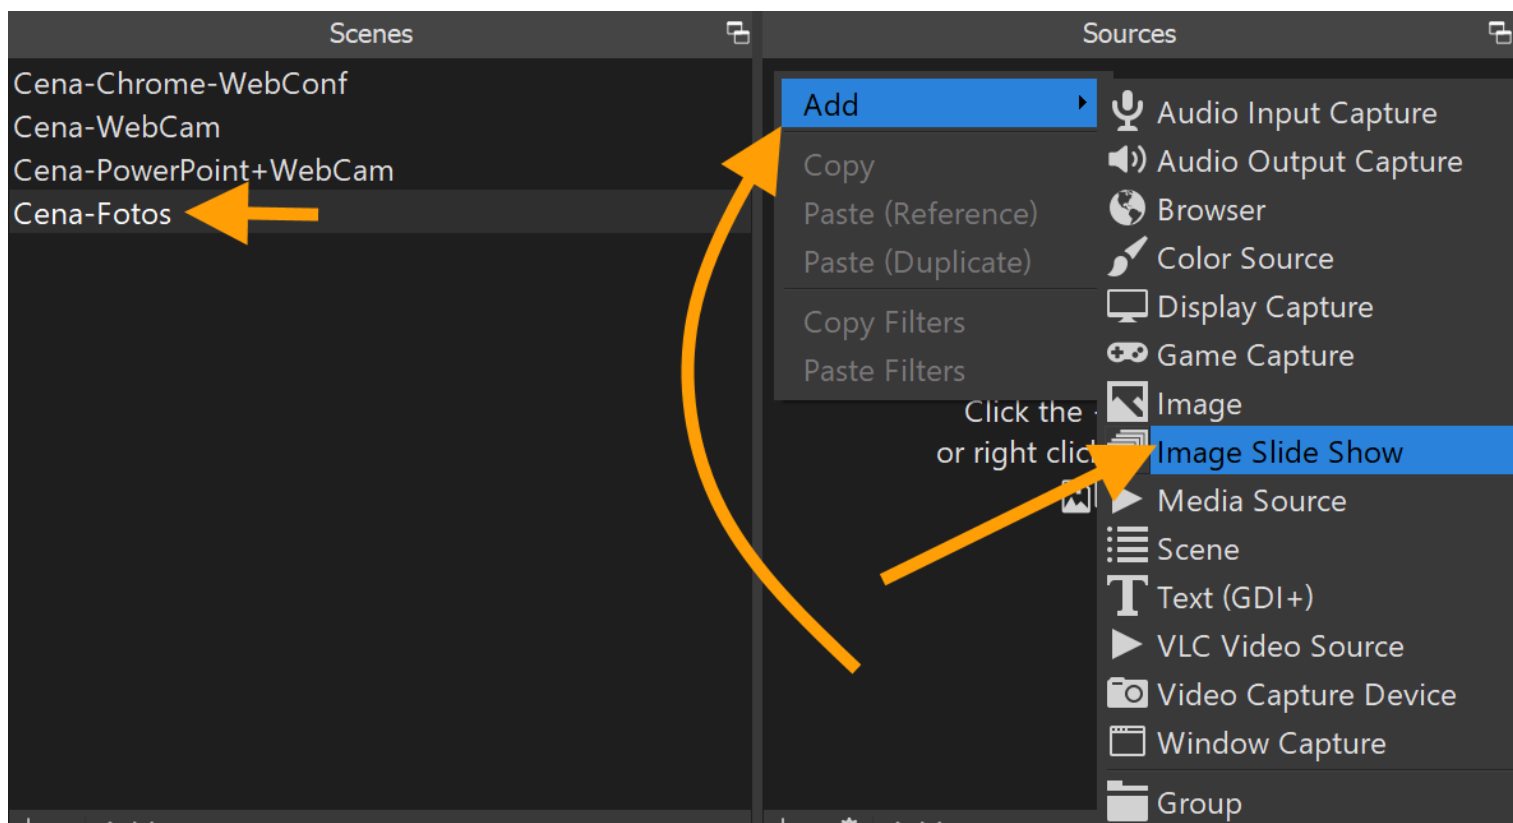 Scenes
Cena-Chrome-WebConf
Cena-WebCam
Cena-PowerPoint+WebCam
Cena-Fotos
Sources
Add
Copy
Paste (Reference)
Paste (Duplicate)
Copy Filters
Paste Filters
Click the
or right
Audio Input Capture
Audio Output Capture
Browser
Color Source
Display Capture
Game Capture
Image
Image Slide Show
Media Source
Scene
Text (GDI+)
VLC Video Source
Video Capture Device
Window Capture
Group